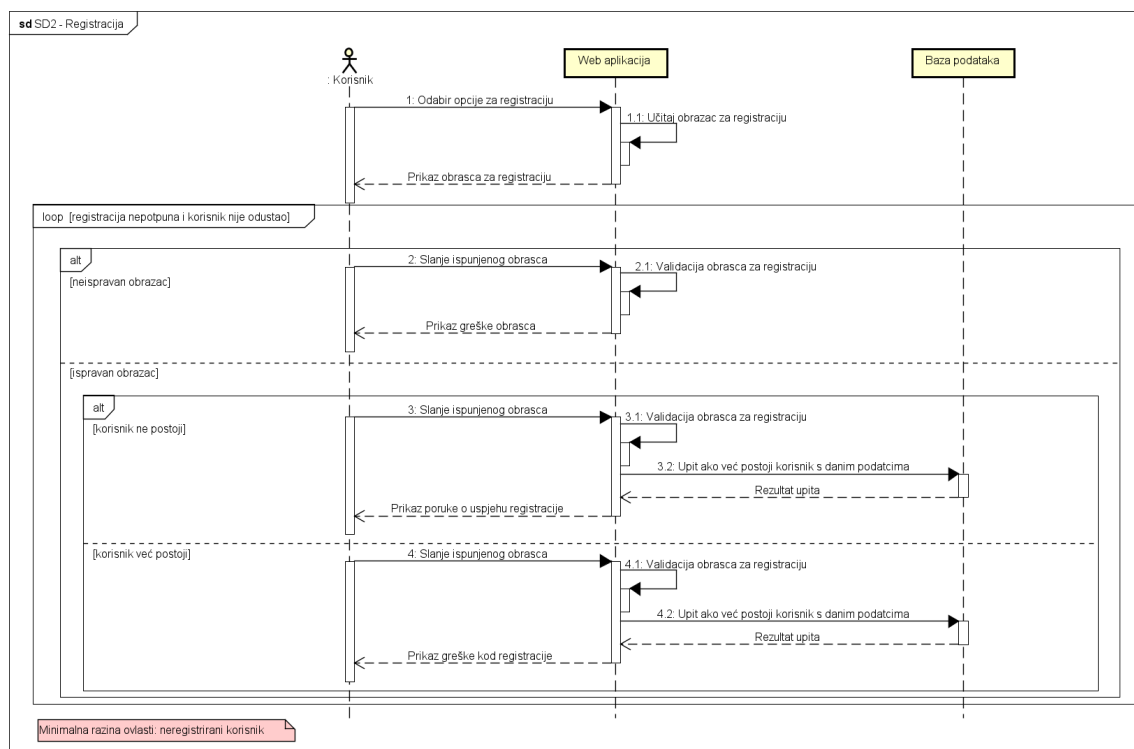 sd SD2 - Registracija
: Korisnik
Web aplikacija
Baza podataka
1: Odabir opcije za registraciju
1.1: Učitaj obrazac za registraciju
Prikaz obrasca za registraciju
loop [registracija nepotpuna i korisnik nije odustao]
alt
[neispravan obrazac]
2: Slanje ispunjenog obrasca
2.1: Validacija obrasca za registraciju
Prikaz greške obrasca
[ispravan obrazac]
alt
[korisnik ne postoji]
3: Slanje ispunjenog obrasca
3.1: Validacija obrasca za registraciju
3.2: Upit ako već postoji korisnik s danim podatcima
Rezultat upita
Prikaz poruke o uspjehu registracije
[korisnik već postoji]
4: Slanje ispunjenog obrasca
4.1: Validacija obrasca za registraciju
4.2: Upit ako već postoji korisnik s danim podatcima
Rezultat upita
Prikaz greške kod registracije
Minimalna razina ovlasti: neregistrirani korisnik